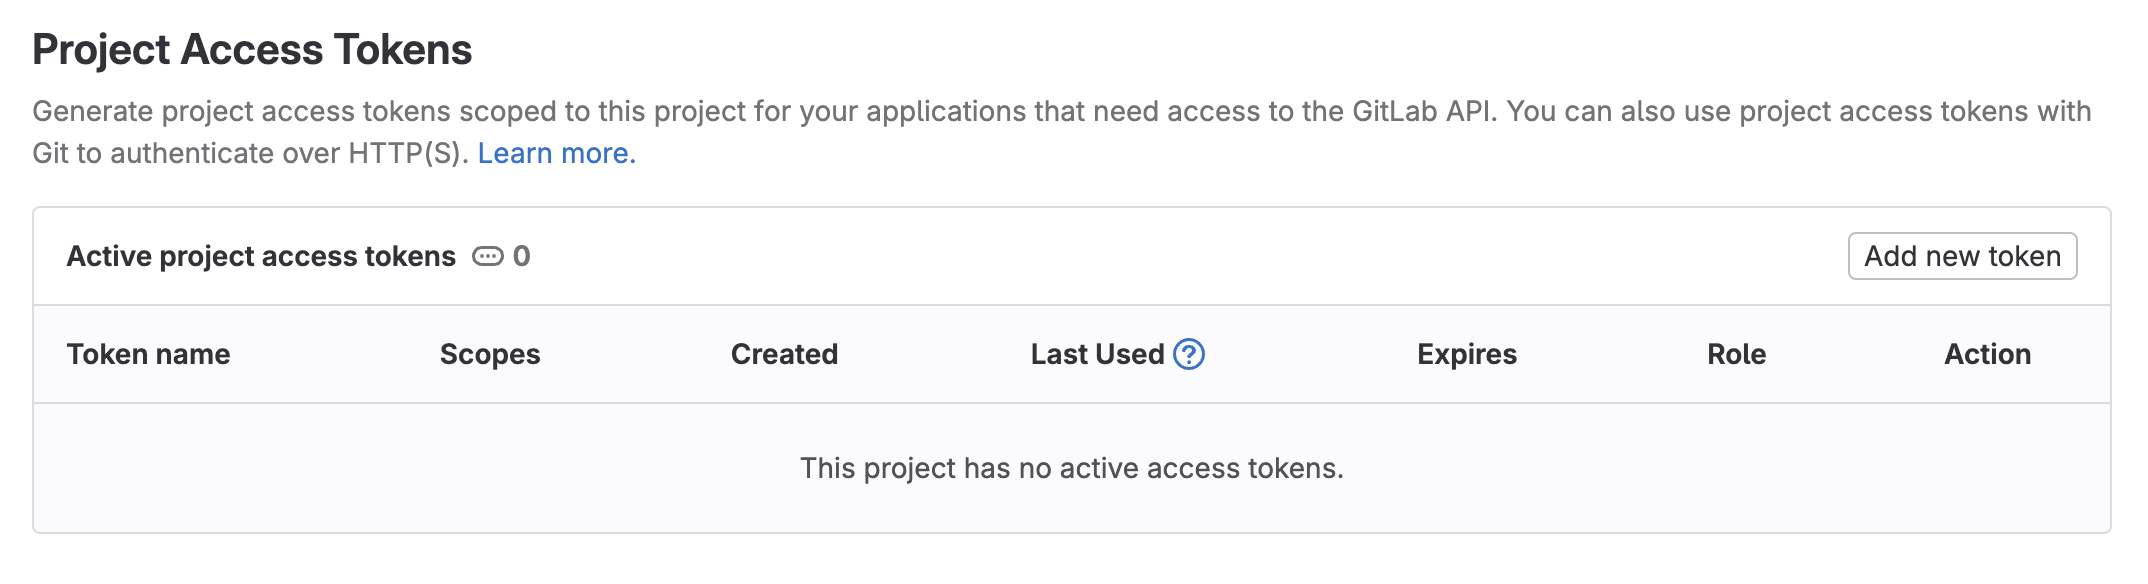 Project Access Tokens
Generate project access tokens scoped to this project for your applications that need access to the GitLab API. You can also use project access tokens with
Git to authenticate over HTTP(S). Learn more.
Active project access tokens 0
Add new token
Token name Scopes Created Last Used Expires Role Action
This project has no active access tokens.